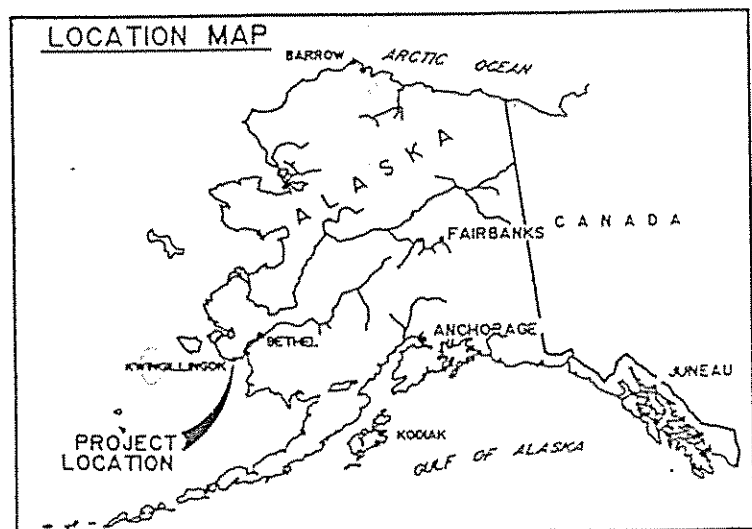 LOCATION MAP
BARROW
ARCTIC OCEAN
ALASKA
FAIRBANKS
CANADA
ANCHORAGE
BETHEL
KWINGILLINGOK
JUNEAU
PROJECT
LOCATION
KODIAK
GULF OF ALASKA